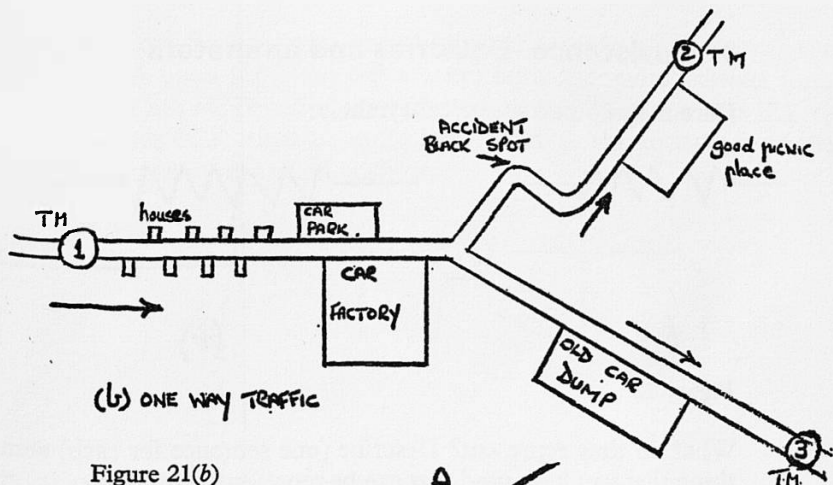 2 TM
ACCIDENT
BLACK SPOT
good picnic
place
TM
houses
CAR
PARK.
1
CAR
FACTORY
OLD CAR
DUMP
(b) ONE WAY TRAFFIC
3
T.M.
Figure 21(b)